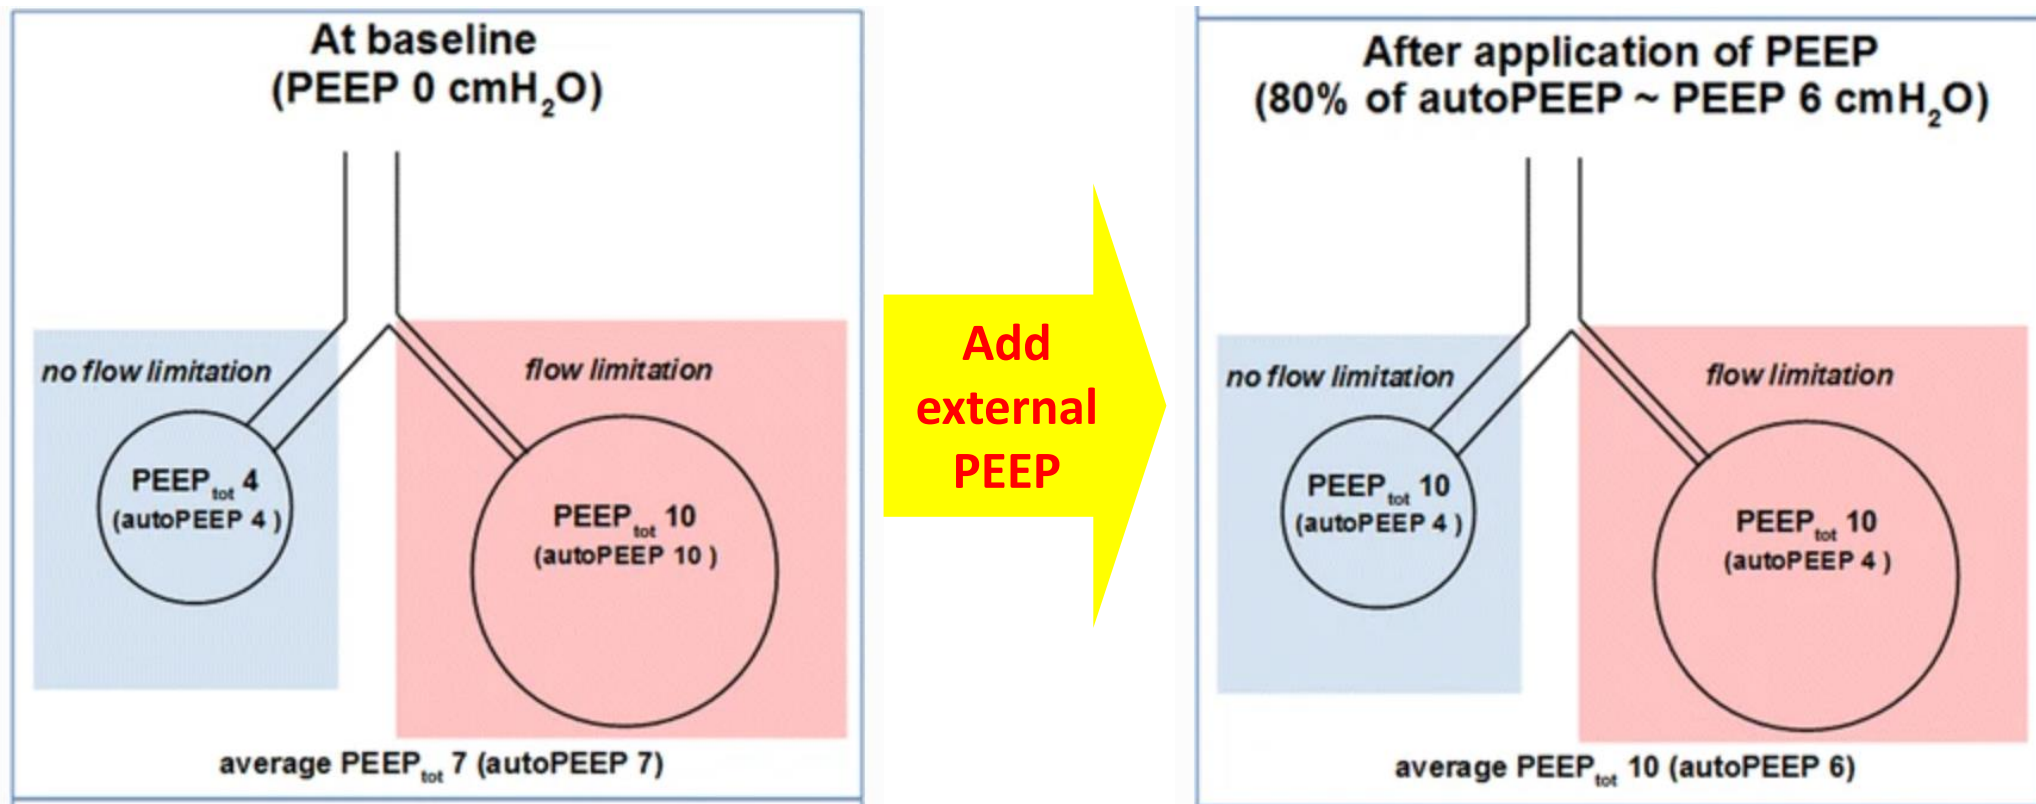 At baseline
(PEEP 0 cmH₂O)
no flow limitation
flow limitation
PEEPtot 4
(autoPEEP 4 )
PEEPtot 10
(autoPEEP 10 )
average PEEPtot 7 (autoPEEP 7)
Add
external
PEEP
After application of PEEP
(80% of autoPEEP ~ PEEP 6 cmH₂O)
no flow limitation
flow limitation
PEEPtot 10
(autoPEEP 4 )
PEEPtot 10
(autoPEEP 4 )
average PEEPtot 10 (autoPEEP 6)